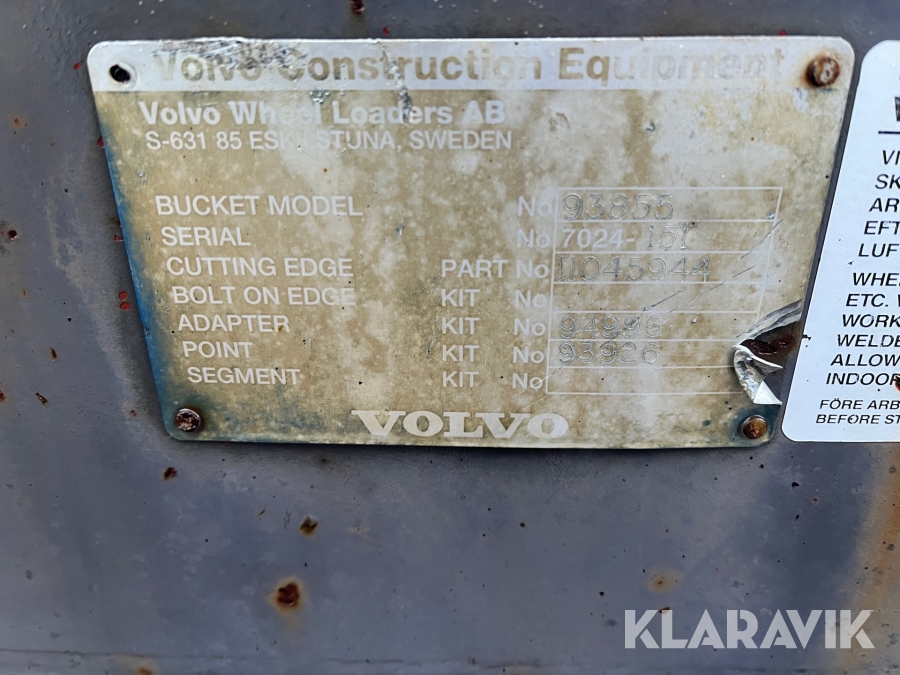 Volvo Construction Equipment
Volvo Wheel Loaders AB
S-631 85 ESKILSTUNA, SWEDEN
BUCKET MODEL No 93855
SERIAL No 7024-151
CUTTING EDGE PART No 11045944
BOLT ON EDGE KIT No
ADAPTER KIT No 94998
POINT KIT No 93926
SEGMENT KIT No
VOLVO
VI
SK
AR
EFT
LUF
WHE
ETC. V
WORK
WELDE
ALLOW
INDOOR
FÖRE ARB
BEFORE ST
KLARAVIK